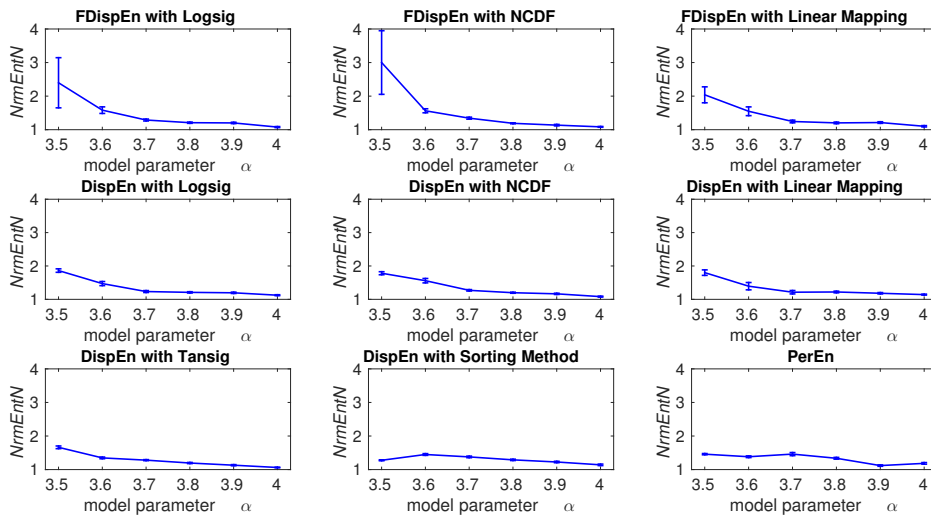 FDispEn with Logsig
NrmEntN
4
3
2
1
3.5 3.6 3.7 3.8 3.9 4
model parameter α
FDispEn with NCDF
NrmEntN
4
3
2
1
3.5 3.6 3.7 3.8 3.9 4
model parameter α
FDispEn with Linear Mapping
NrmEntN
4
3
2
1
3.5 3.6 3.7 3.8 3.9 4
model parameter α
DispEn with Logsig
NrmEntN
4
3
2
1
3.5 3.6 3.7 3.8 3.9 4
model parameter α
DispEn with NCDF
NrmEntN
4
3
2
1
3.5 3.6 3.7 3.8 3.9 4
model parameter α
DispEn with Linear Mapping
NrmEntN
4
3
2
1
3.5 3.6 3.7 3.8 3.9 4
model parameter α
DispEn with Tansig
NrmEntN
4
3
2
1
3.5 3.6 3.7 3.8 3.9 4
model parameter α
DispEn with Sorting Method
NrmEntN
4
3
2
1
3.5 3.6 3.7 3.8 3.9 4
model parameter α
PerEn
NrmEntN
4
3
2
1
3.5 3.6 3.7 3.8 3.9 4
model parameter α